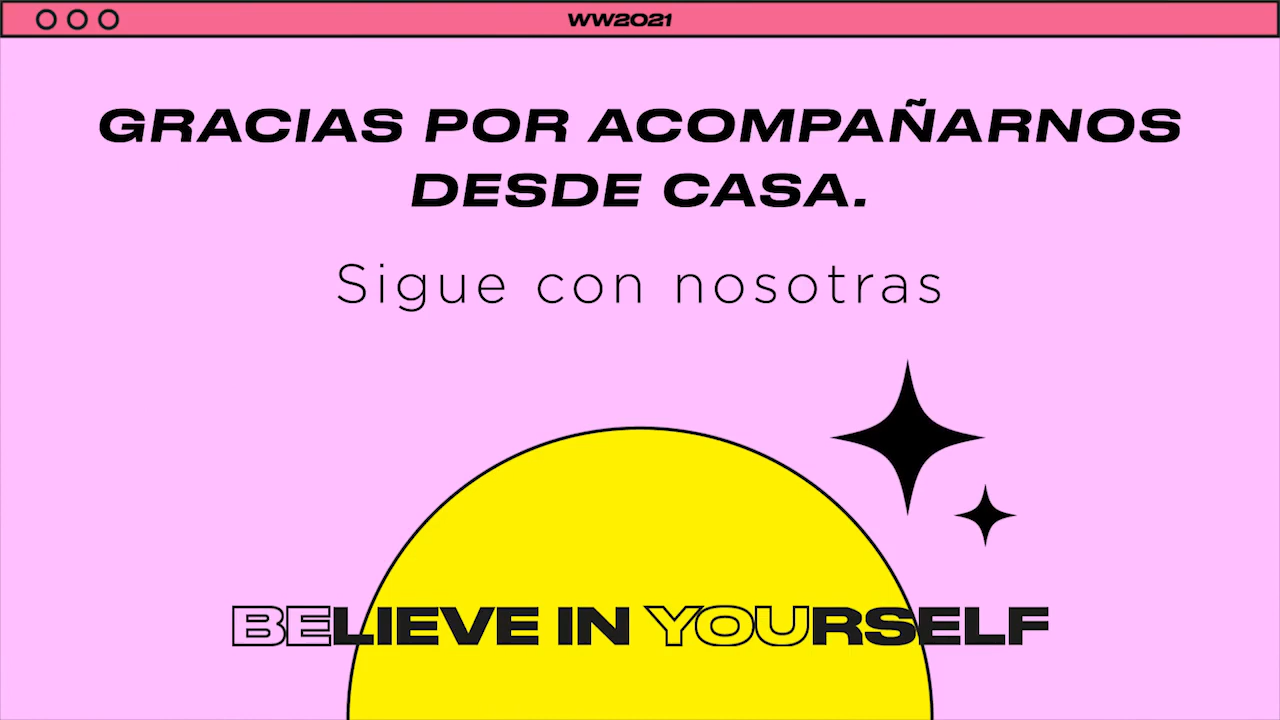 WW2021
GRACIAS POR ACOMPAÑARNOS
DESDE CASA.
Sigue con nosotras
BELIEVE IN YOURSELF